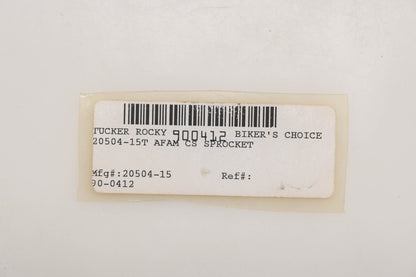 TUCKER ROCKY 900412 BIKER'S CHOICE
20504-15T AFAM CS SPROCKET
Mfg#:20504-15 Ref#:
90-0412